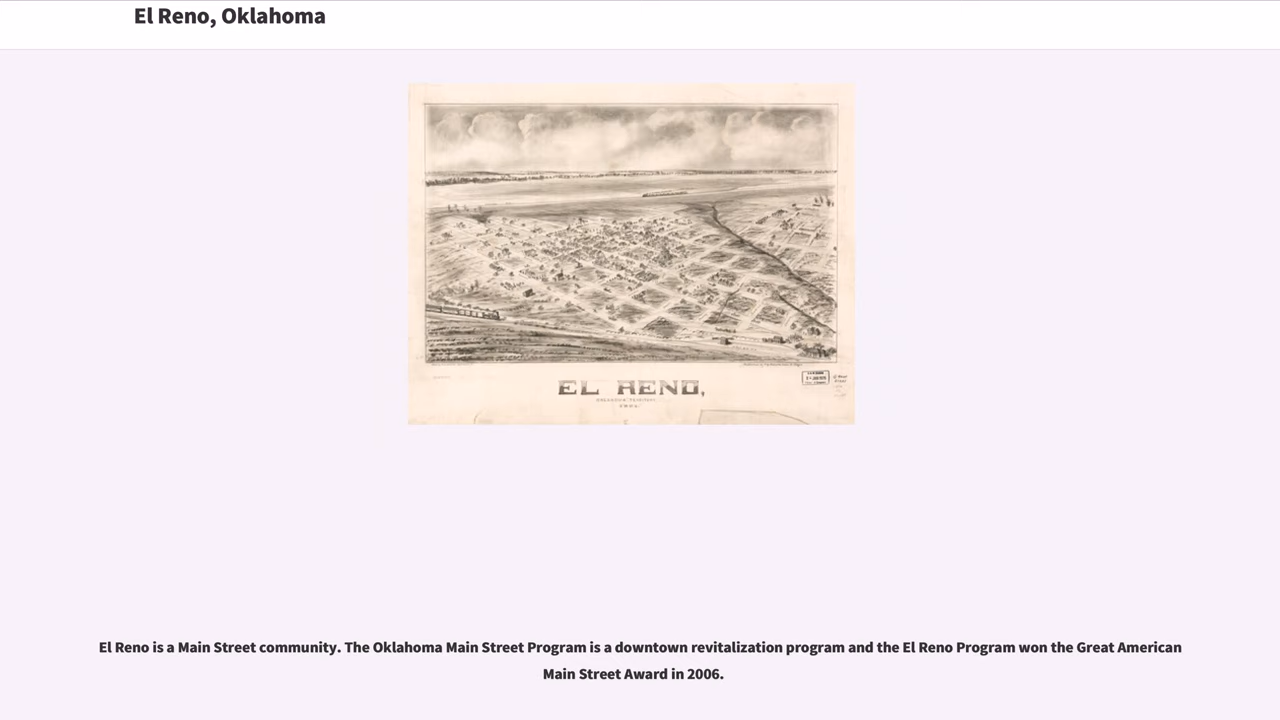 El Reno, Oklahoma
EL RENO,
El Reno is a Main Street community. The Oklahoma Main Street Program is a downtown revitalization program and the El Reno Program won the Great American
Main Street Award in 2006.